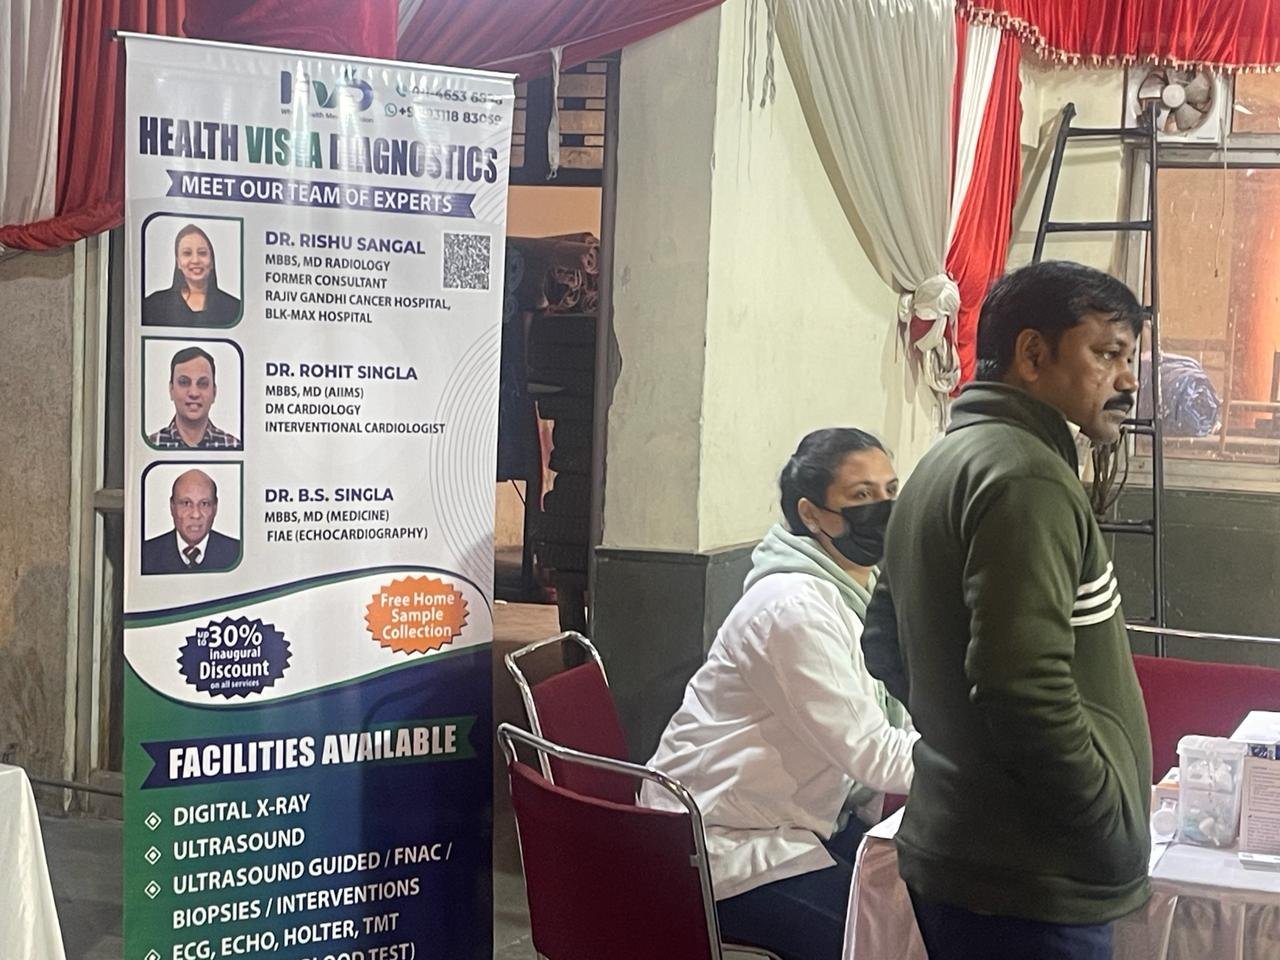 HEALTH VISTA DIAGNOSTICS
MEET OUR TEAM OF EXPERTS
DR. RISHU SANGAL
MBBS, MD RADIOLOGY
FORMER CONSULTANT
RAJIV GANDHI CANCER HOSPITAL,
BLK-MAX HOSPITAL
DR. ROHIT SINGLA
MBBS, MD (AIIMS)
DM CARDIOLOGY
INTERVENTIONAL CARDIOLOGIST
DR. B.S. SINGLA
MBBS, MD (MEDICINE)
FIAE (ECHOCARDIOGRAPHY)
up to 30%
inaugural
Discount
on all services
Free Home
Sample
Collection
FACILITIES AVAILABLE
DIGITAL X-RAY
ULTRASOUND
ULTRASOUND GUIDED / FNAC /
BIOPSIES / INTERVENTIONS
ECG, ECHO, HOLTER, TMT
BLOOD TEST)